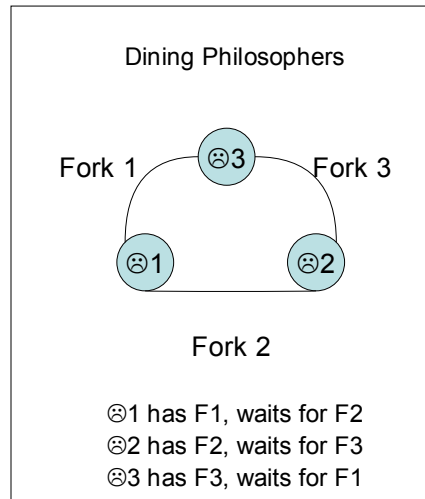 Dining Philosophers
☹3
Fork 1
Fork 3
☹1
☹2
Fork 2
☹1 has F1, waits for F2
☹2 has F2, waits for F3
☹3 has F3, waits for F1